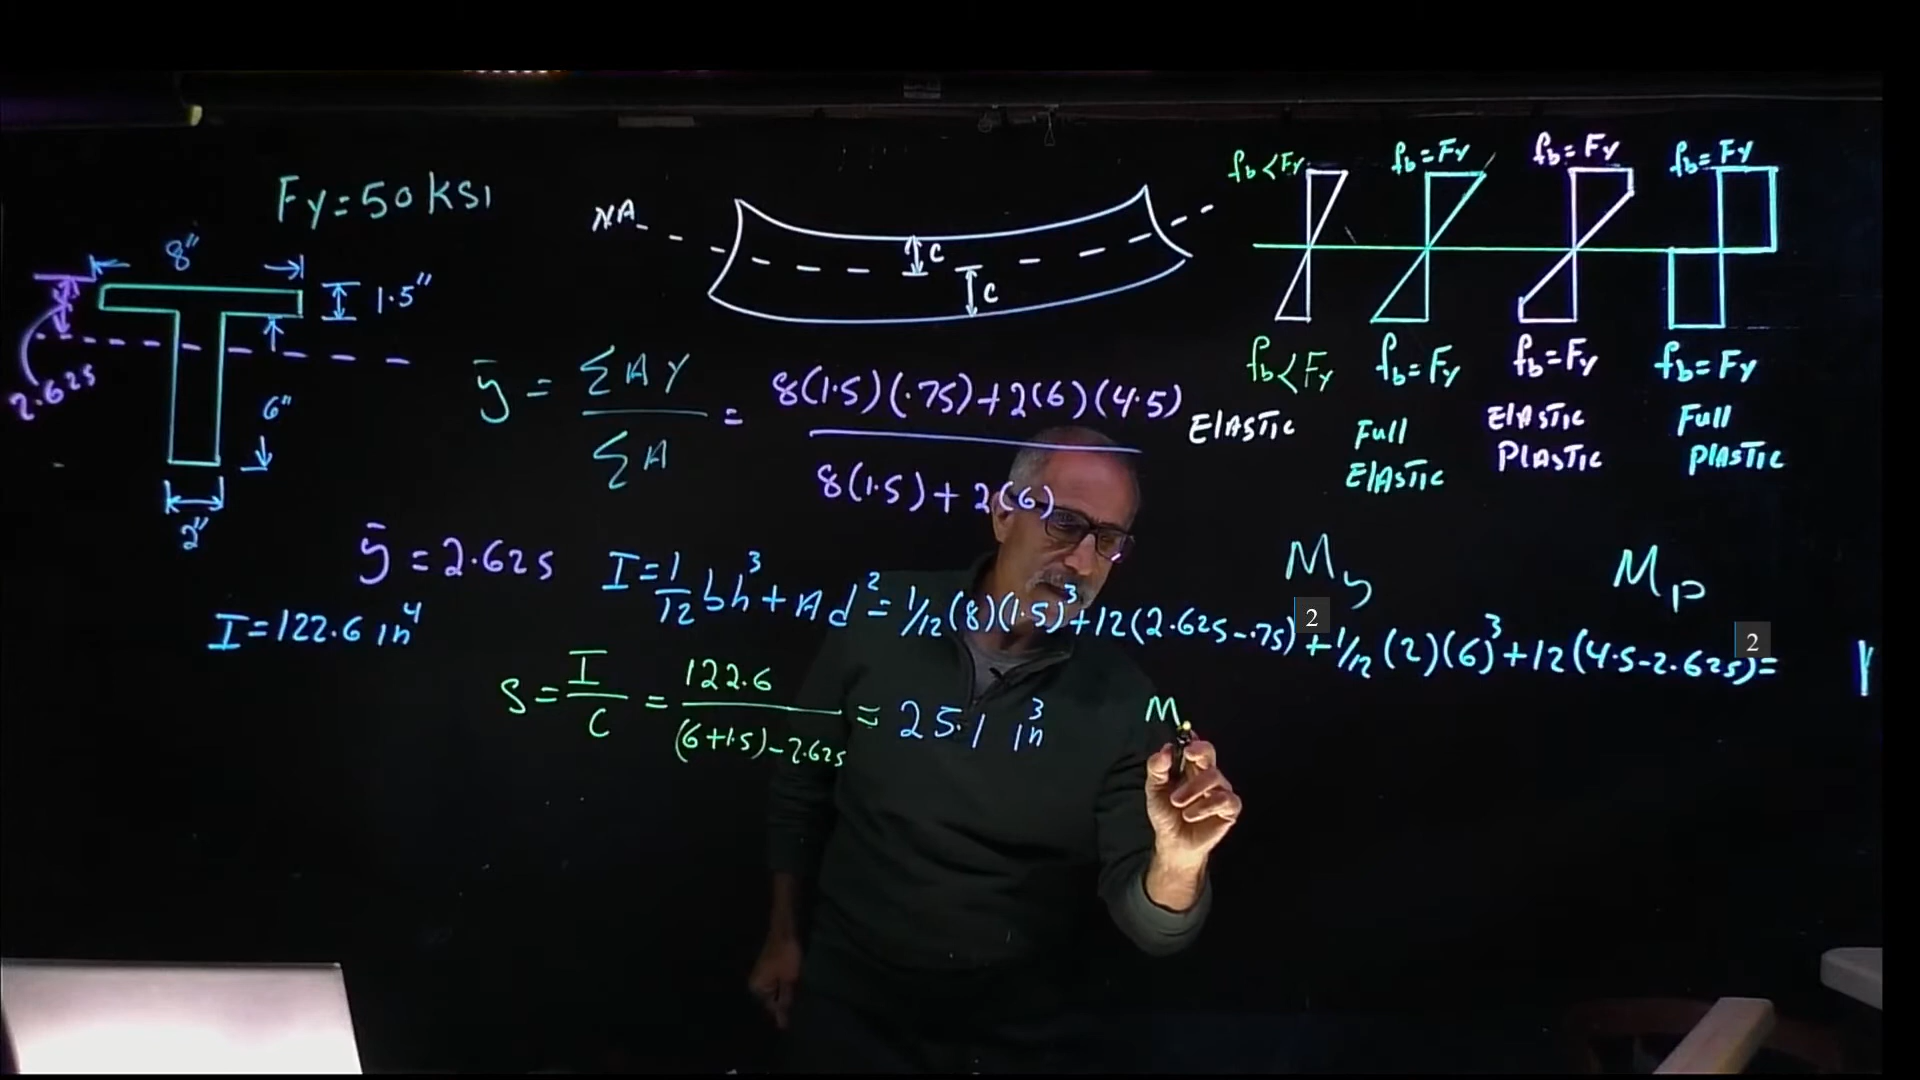 Fy=50 KSI
8"
1.5"
2.625
6"
2"
NA
C
C
fb<Fy
fb=Fy
fb=Fy
fb=Fy
fb<Fy
fb=Fy
fb=Fy
fb=Fy
ELASTIC
Full ELASTIC
ELASTIC PLASTIC
Full PLASTIC
ȳ = ΣAy / ΣA = 8(1.5)(.75)+2(6)(4.5) / 8(1.5)+2(6)
ȳ = 2.625
My
Mp
I = 1/12 bh³ + Ad² = 1/12(8)(1.5)³+12(2.625-.75)²+1/12(2)(6)³+12(4.5-2.625)²=
I=122.6 in⁴
S = I / C = 122.6 / (6+1.5)-2.625 = 25.1 in³
M